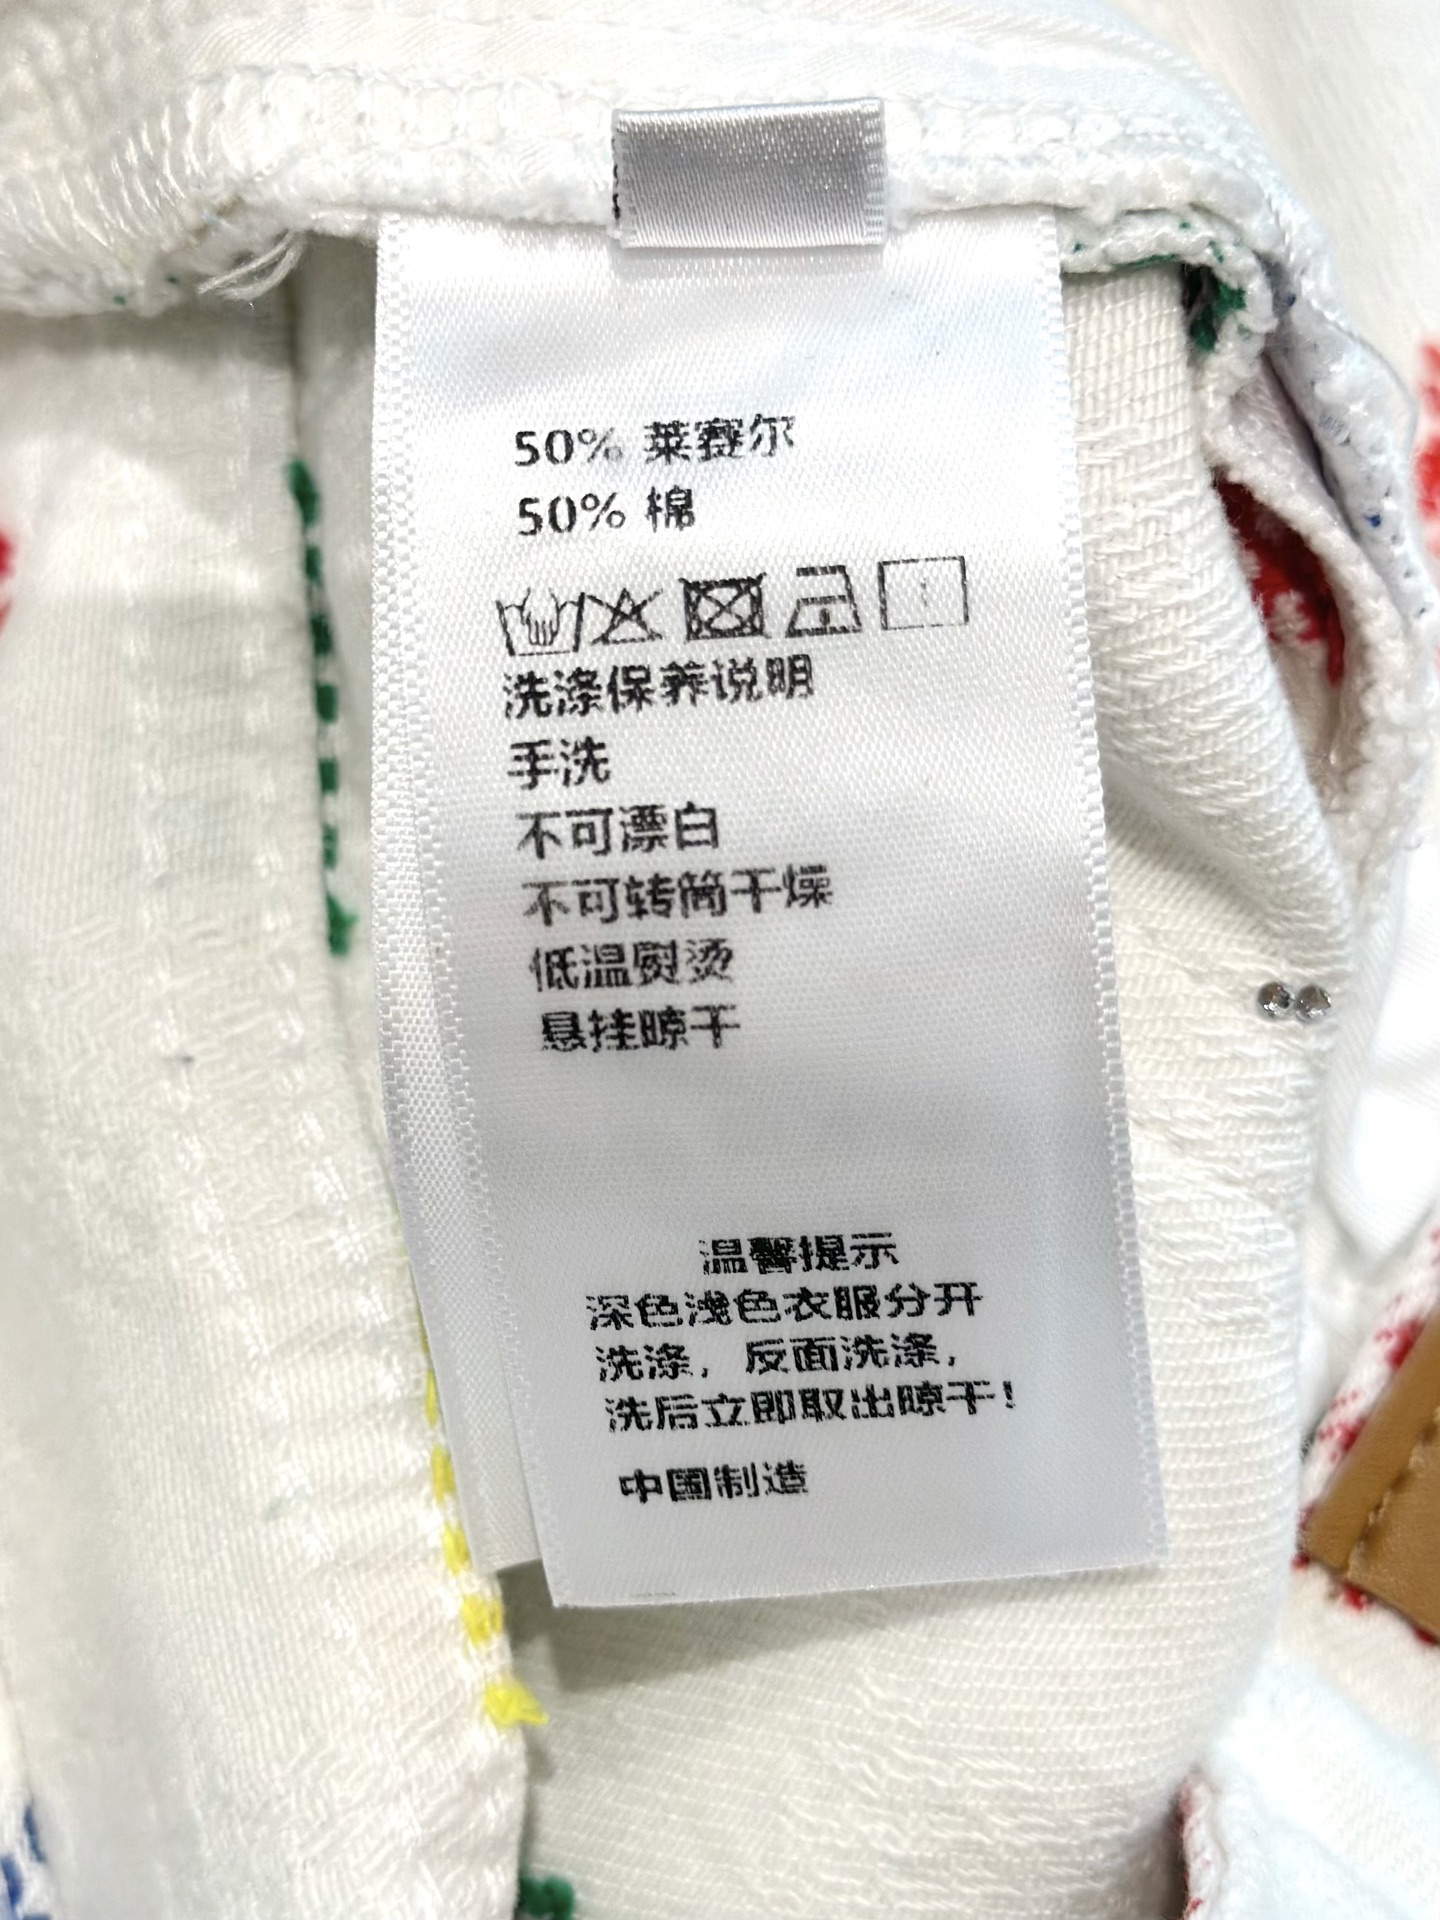 50% 莱赛尔
50% 棉
洗涤保养说明
手洗
不可漂白
不可转筒干燥
低温熨烫
悬挂晾干
温馨提示
深色浅色衣服分开
洗涤，反面洗涤，
洗后立即取出晾干！
中国制造